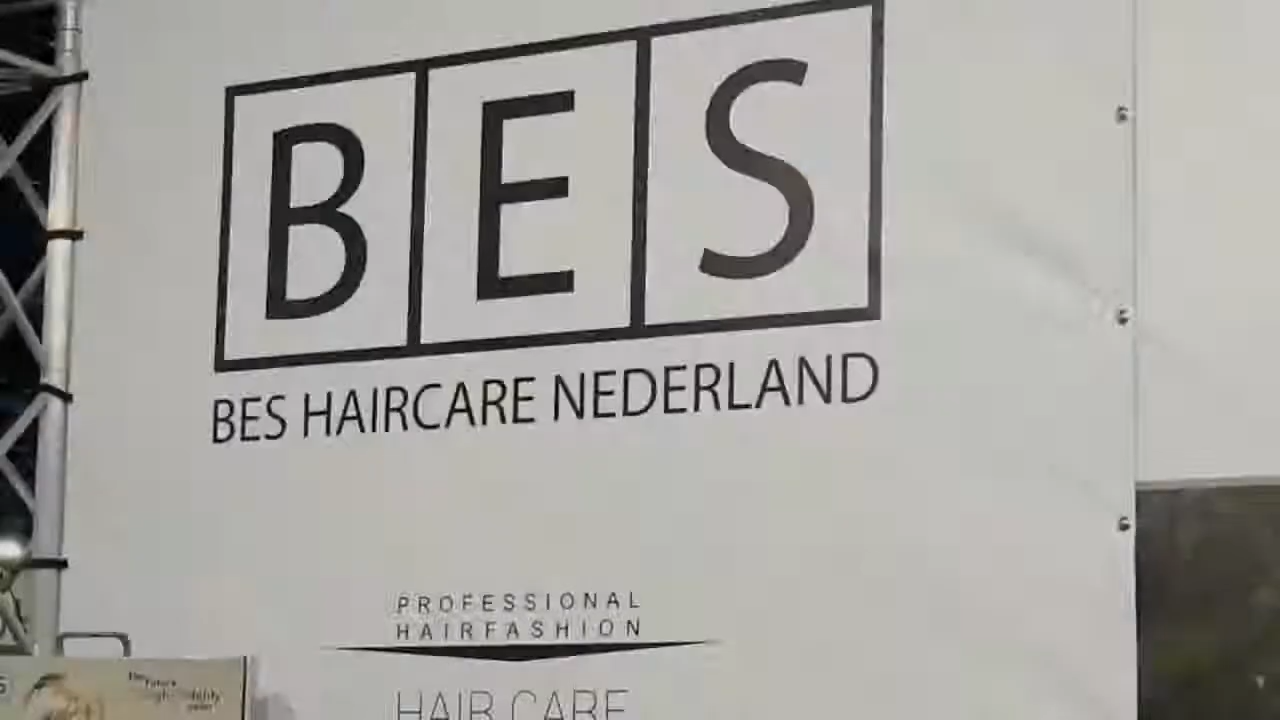 BES
BES HAIRCARE NEDERLAND
PROFESSIONAL
HAIRFASHION
HAIR CARE